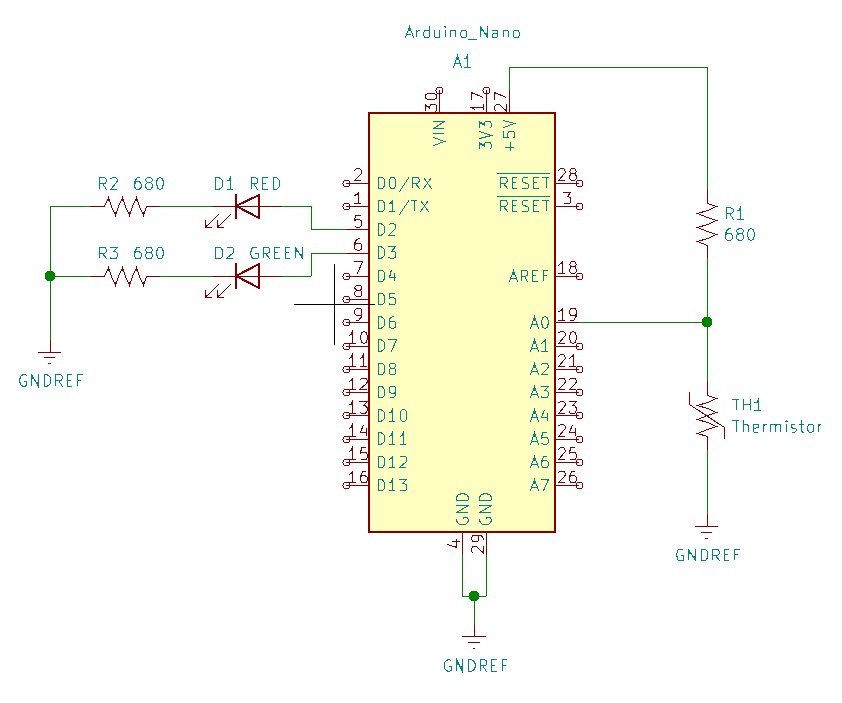 Arduino_Nano
A1
30 17 27
VIN 3V3 +5V
2 D0/RX RESET 28
R2 680 D1 RED
1 D1/TX RESET 3
R1
5 D2
680
R3 680 D2 GREEN
6 D3
7 D4 AREF 18
8 D5
9 D6 A0 19
10 D7 A1 20
GNDREF
11 D8 A2 21
12 D9 A3 22
TH1
13 D10 A4 23
Thermistor
14 D11 A5 24
15 D12 A6 25
16 D13 A7 26
GND GND
4 29
GNDREF
GNDREF